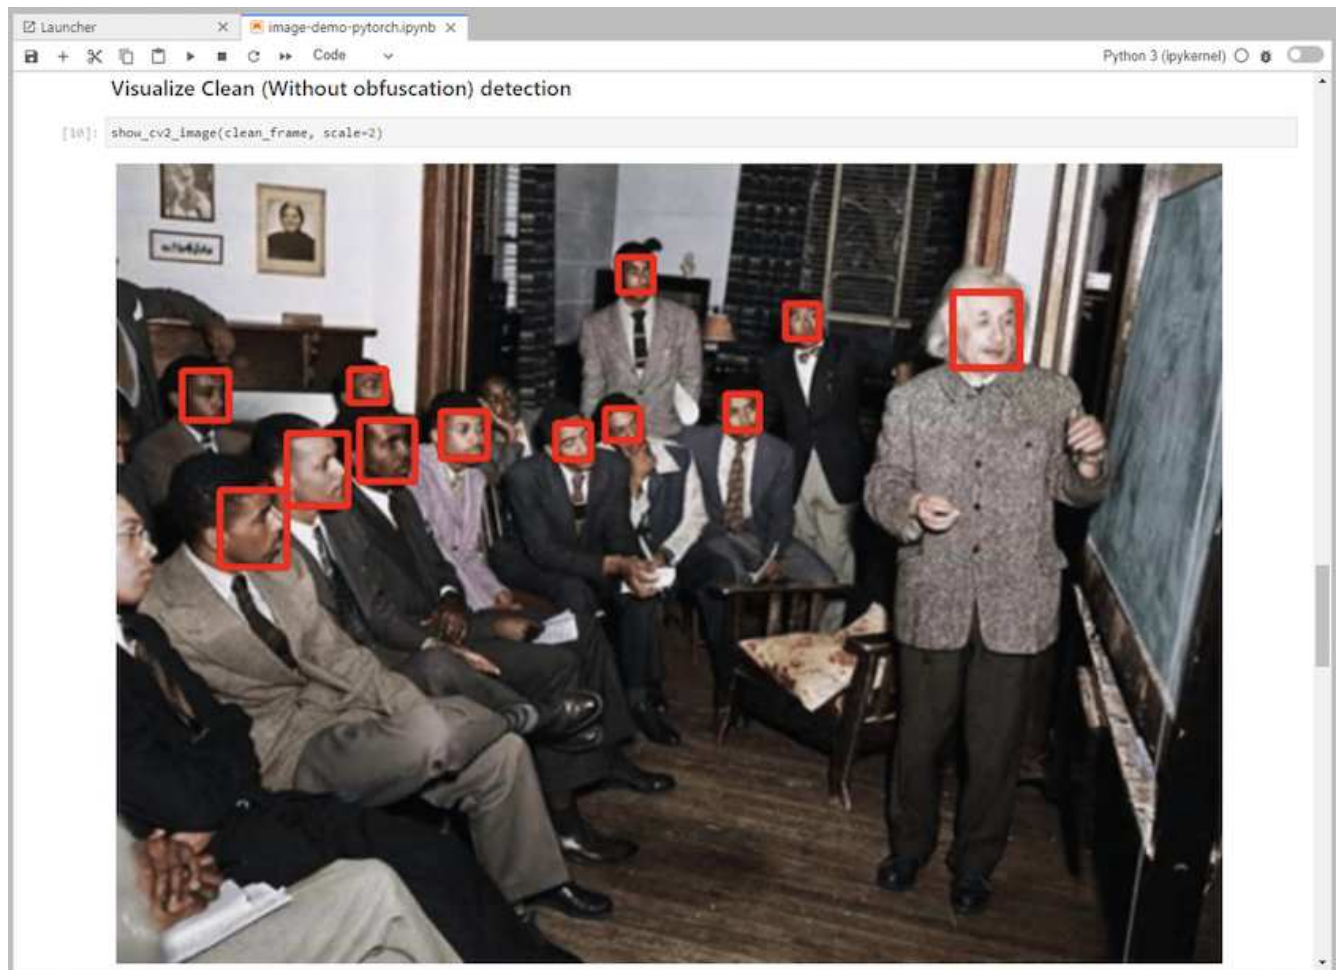 Launcher
image-demo-pytorch.ipynb
Code
Python 3 (ipykernel)
Visualize Clean (Without obfuscation) detection
[10]:
show_cv2_image(clean_frame, scale=2)